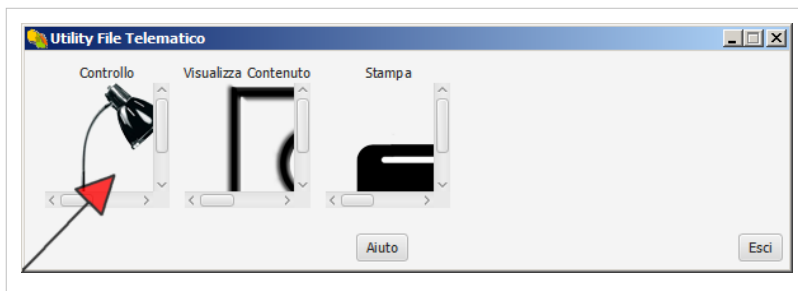 Utility File Telematico
Controllo Visualizza Contenuto Stampa
Aiuto Esci